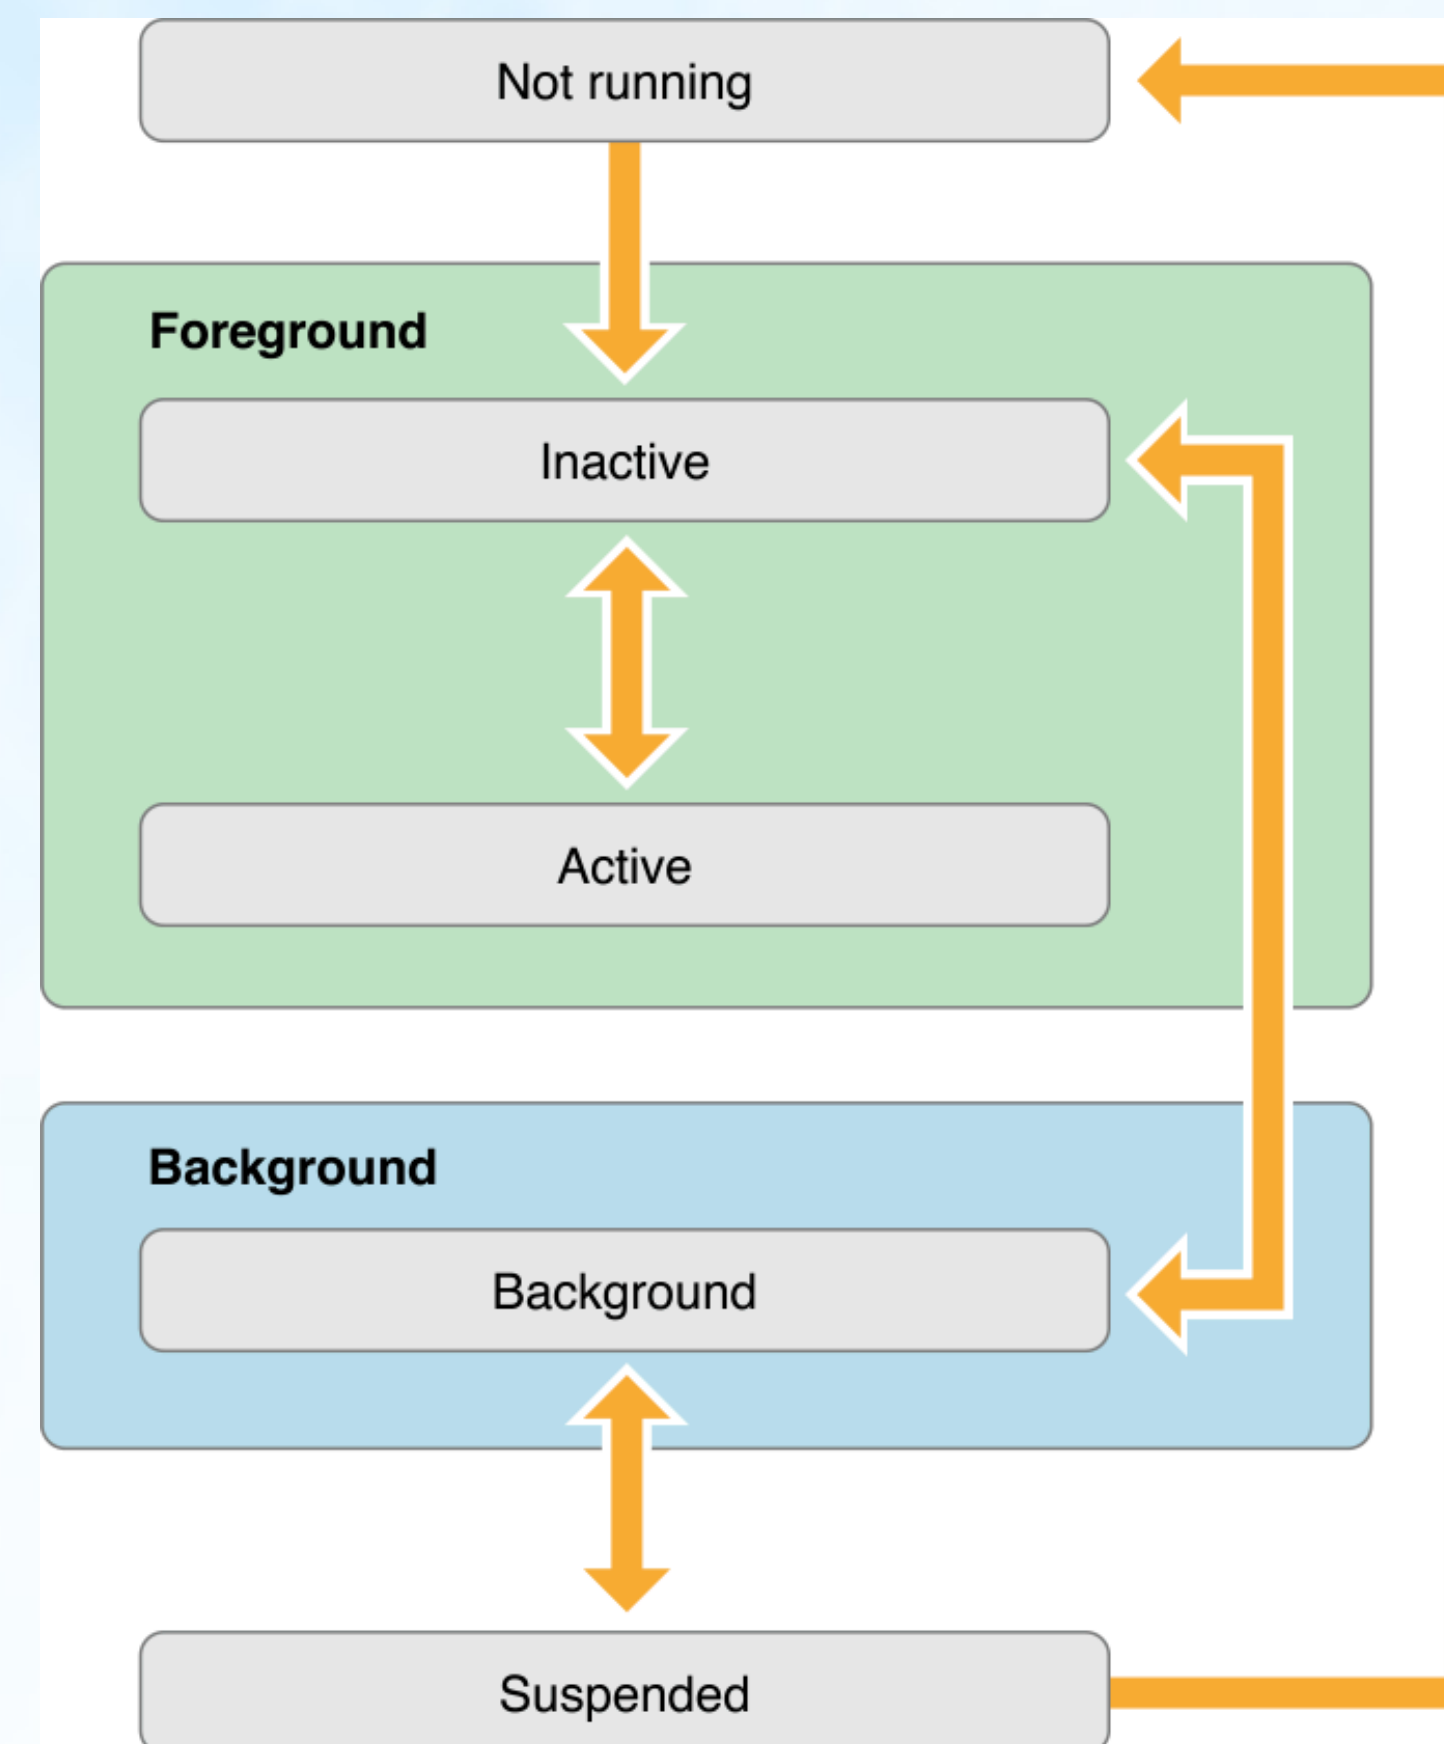 Not running
Foreground
Inactive
Active
Background
Background
Suspended